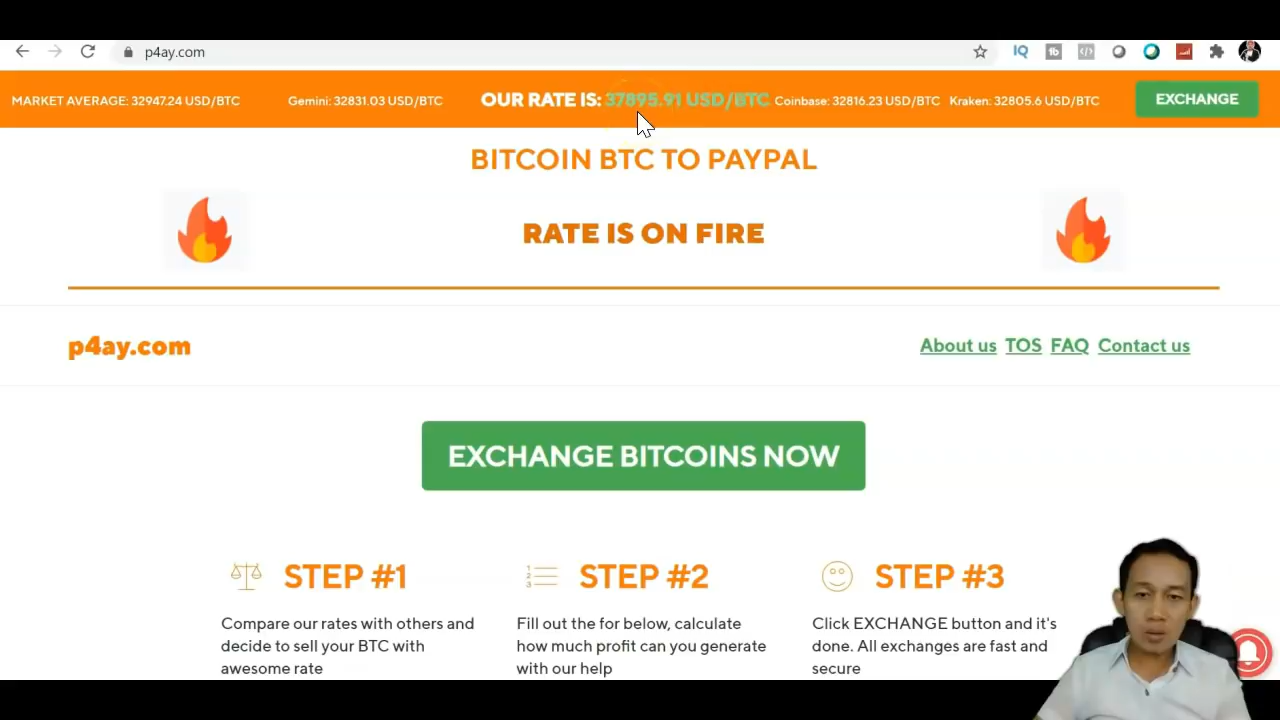 p4ay.com
MARKET AVERAGE: 32947.24 USD/BTC
Gemini: 32831.03 USD/BTC
OUR RATE IS: 37895.91 USD/BTC
Coinbase: 32816.23 USD/BTC
Kraken: 32805.6 USD/BTC
EXCHANGE
BITCOIN BTC TO PAYPAL
RATE IS ON FIRE
p4ay.com
About us TOS FAQ Contact us
EXCHANGE BITCOINS NOW
STEP #1
Compare our rates with others and
decide to sell your BTC with
awesome rate
STEP #2
Fill out the for below, calculate
how much profit can you generate
with our help
STEP #3
Click EXCHANGE button and it's
done. All exchanges are fast and
secure